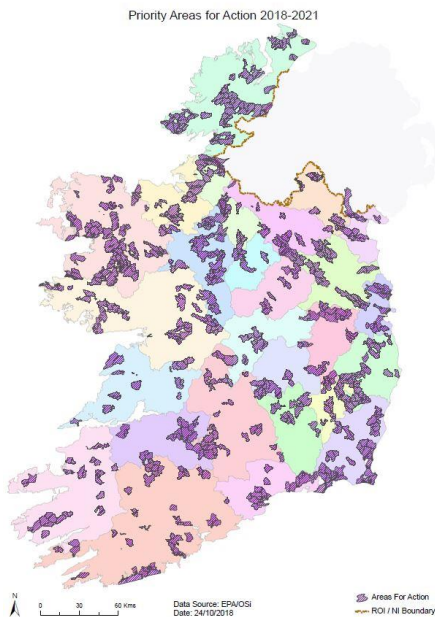 Priority Areas for Action 2018-2021
N
0 30 60 Kms
Data Source: EPA/OSi
Date: 24/10/2018
Areas For Action
ROI / NI Boundary